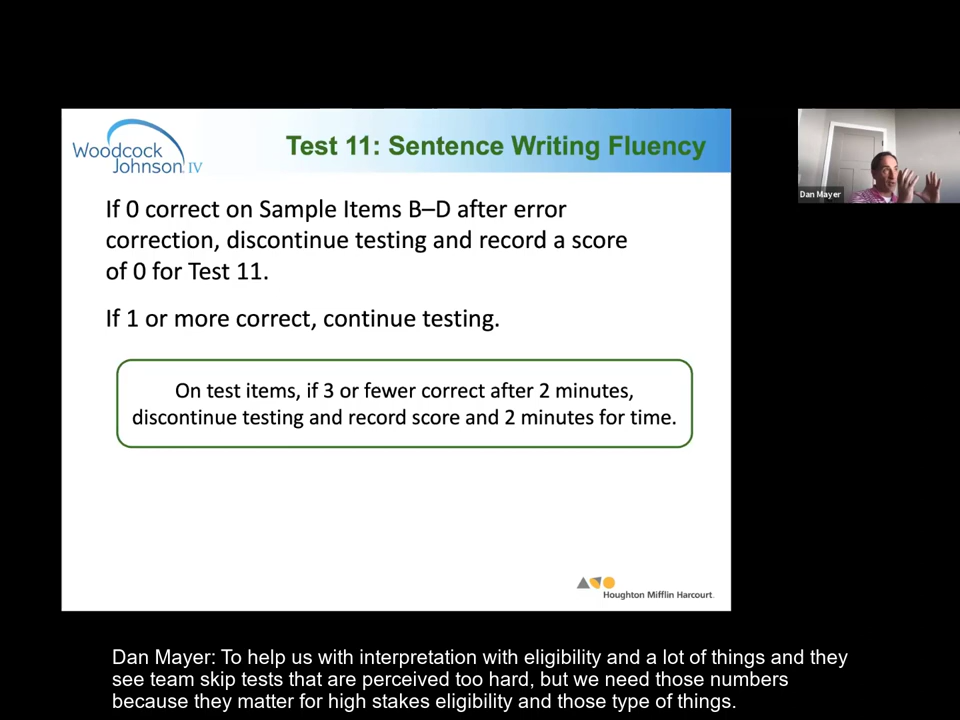 Woodcock
Johnson IV
Test 11: Sentence Writing Fluency
If 0 correct on Sample Items B–D after error
correction, discontinue testing and record a score
of 0 for Test 11.
If 1 or more correct, continue testing.
On test items, if 3 or fewer correct after 2 minutes,
discontinue testing and record score and 2 minutes for time.
Houghton Mifflin Harcourt
Dan Mayer
Dan Mayer: To help us with interpretation with eligibility and a lot of things and they
see team skip tests that are perceived too hard, but we need those numbers
because they matter for high stakes eligibility and those type of things.